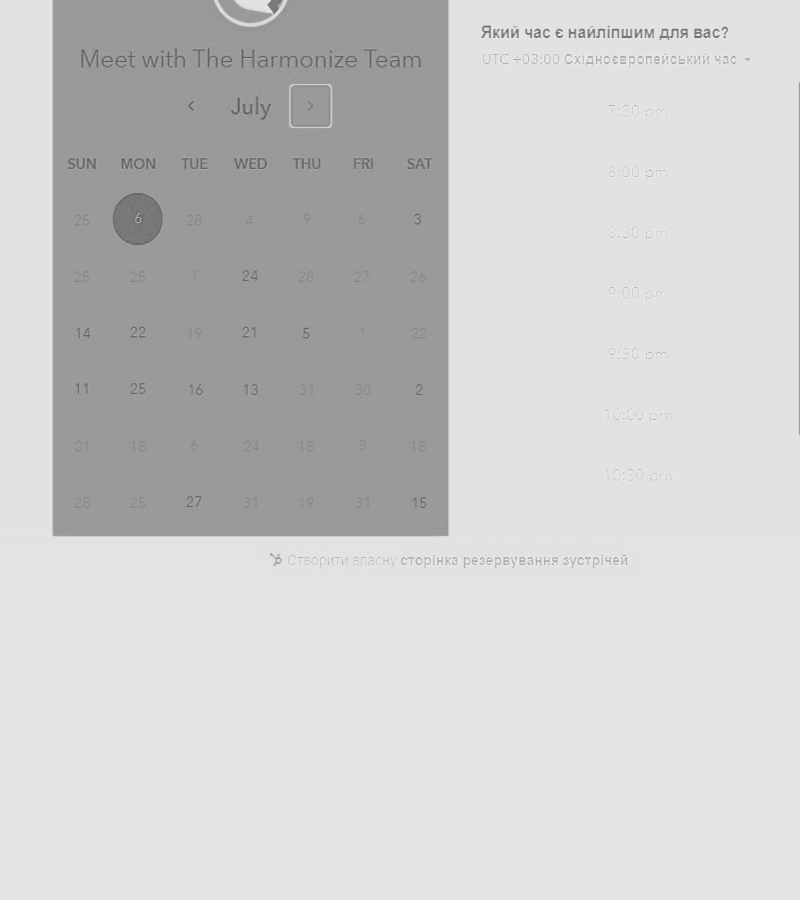 Meet with The Harmonize Team
July
SUN MON TUE WED THU FRI SAT
25 6 28 4 9 6 3
25 25 1 24 28 27 26
14 22 19 21 5 1 22
11 25 16 13 31 30 2
21 18 6 24 18 8 18
28 25 27 31 19 31 15
Який час є найліпшим для вас?
UTC +03:00 Східноєвропейський час
7:30 pm
8:00 pm
8:30 pm
9:00 pm
9:30 pm
10:00 pm
10:30 pm
Створити власну сторінка резервування зустрічей